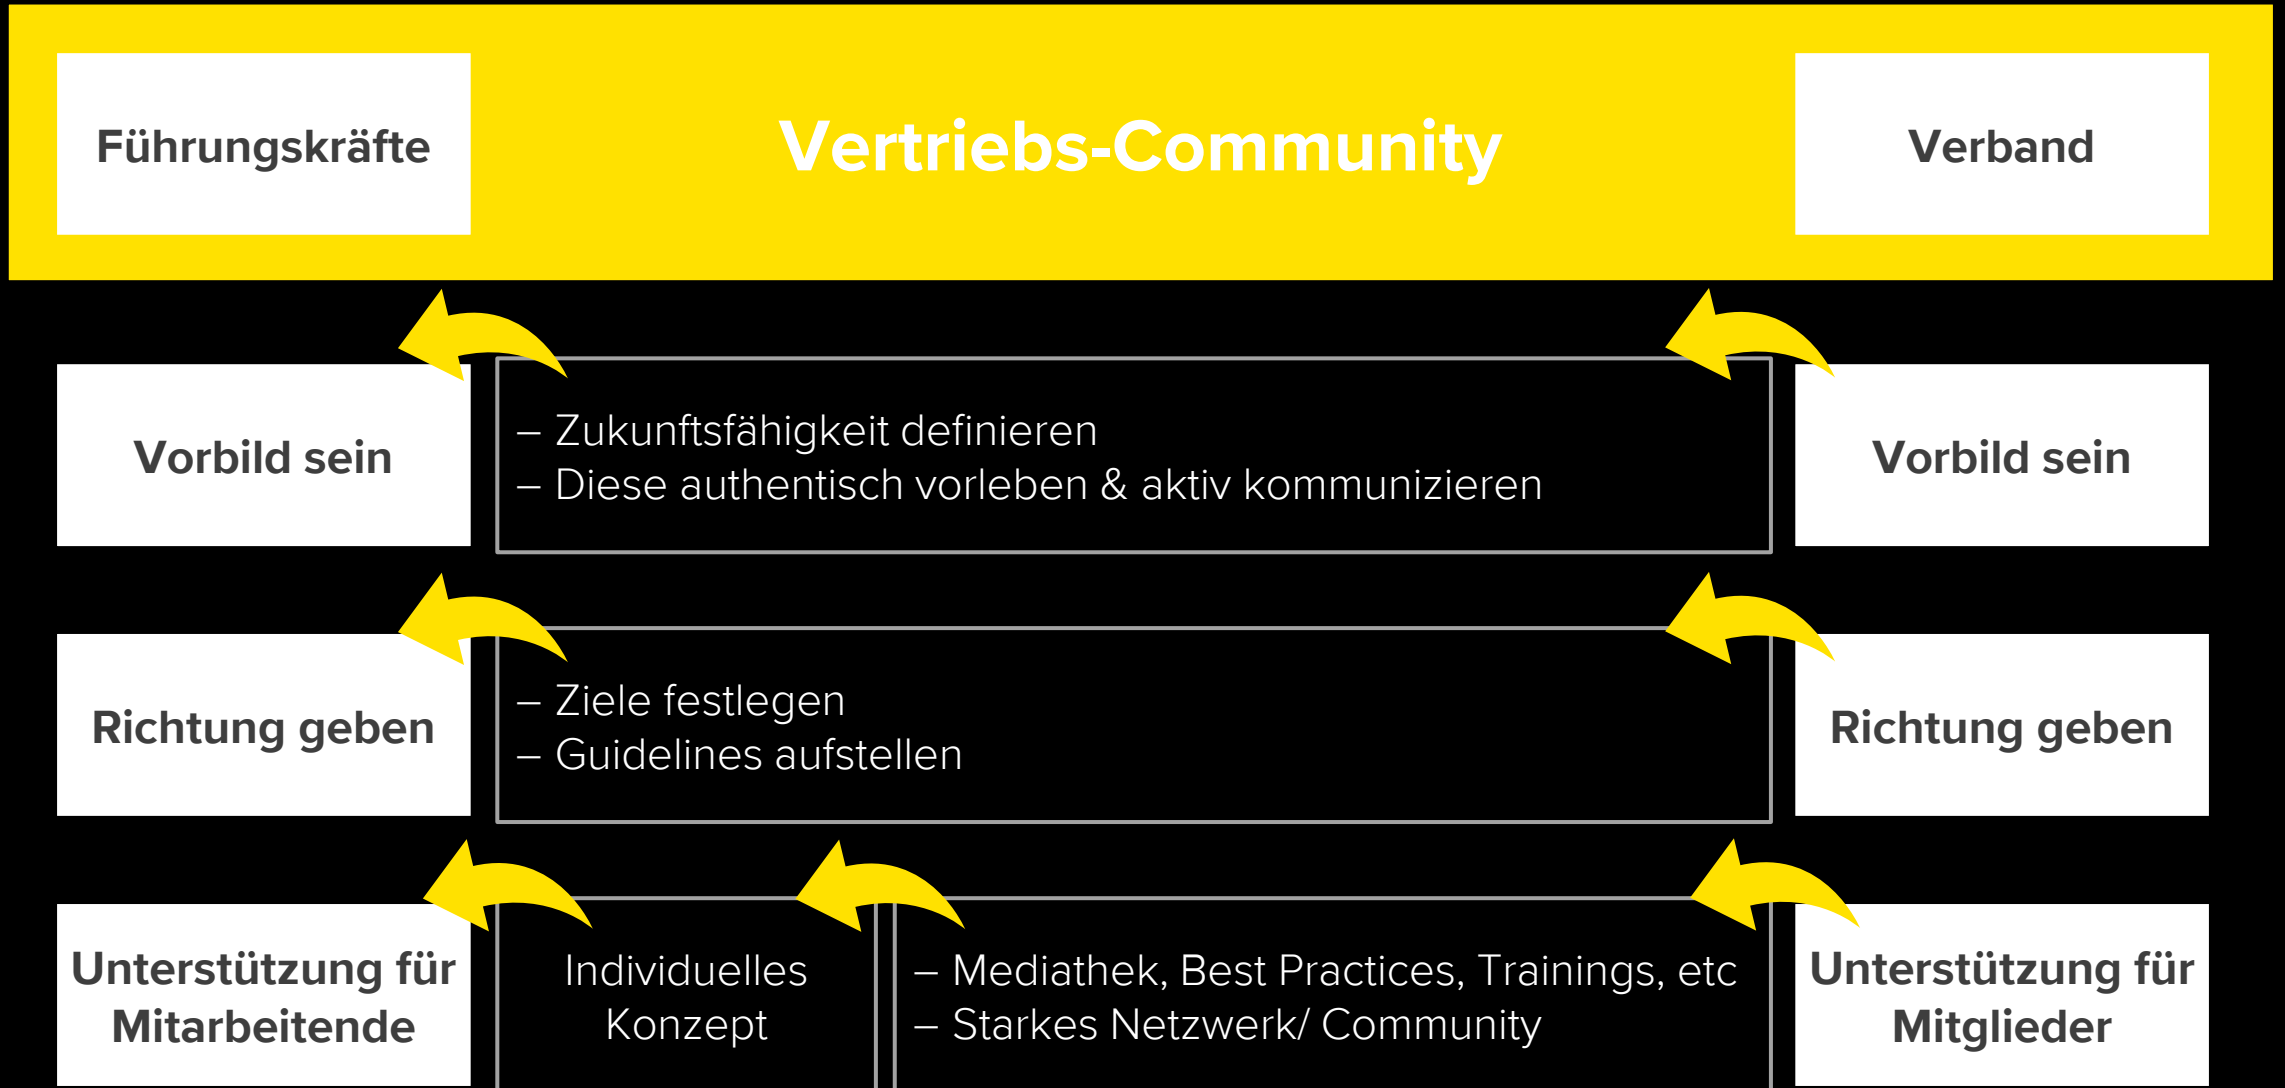 Führungskräfte
Vertriebs-Community
Verband
Vorbild sein
– Zukunftsfähigkeit definieren
– Diese authentisch vorleben & aktiv kommunizieren
Vorbild sein
Richtung geben
– Ziele festlegen
– Guidelines aufstellen
Richtung geben
Unterstützung für
Mitarbeitende
Individuelles
Konzept
– Mediathek, Best Practices, Trainings, etc
– Starkes Netzwerk/ Community
Unterstützung für
Mitglieder